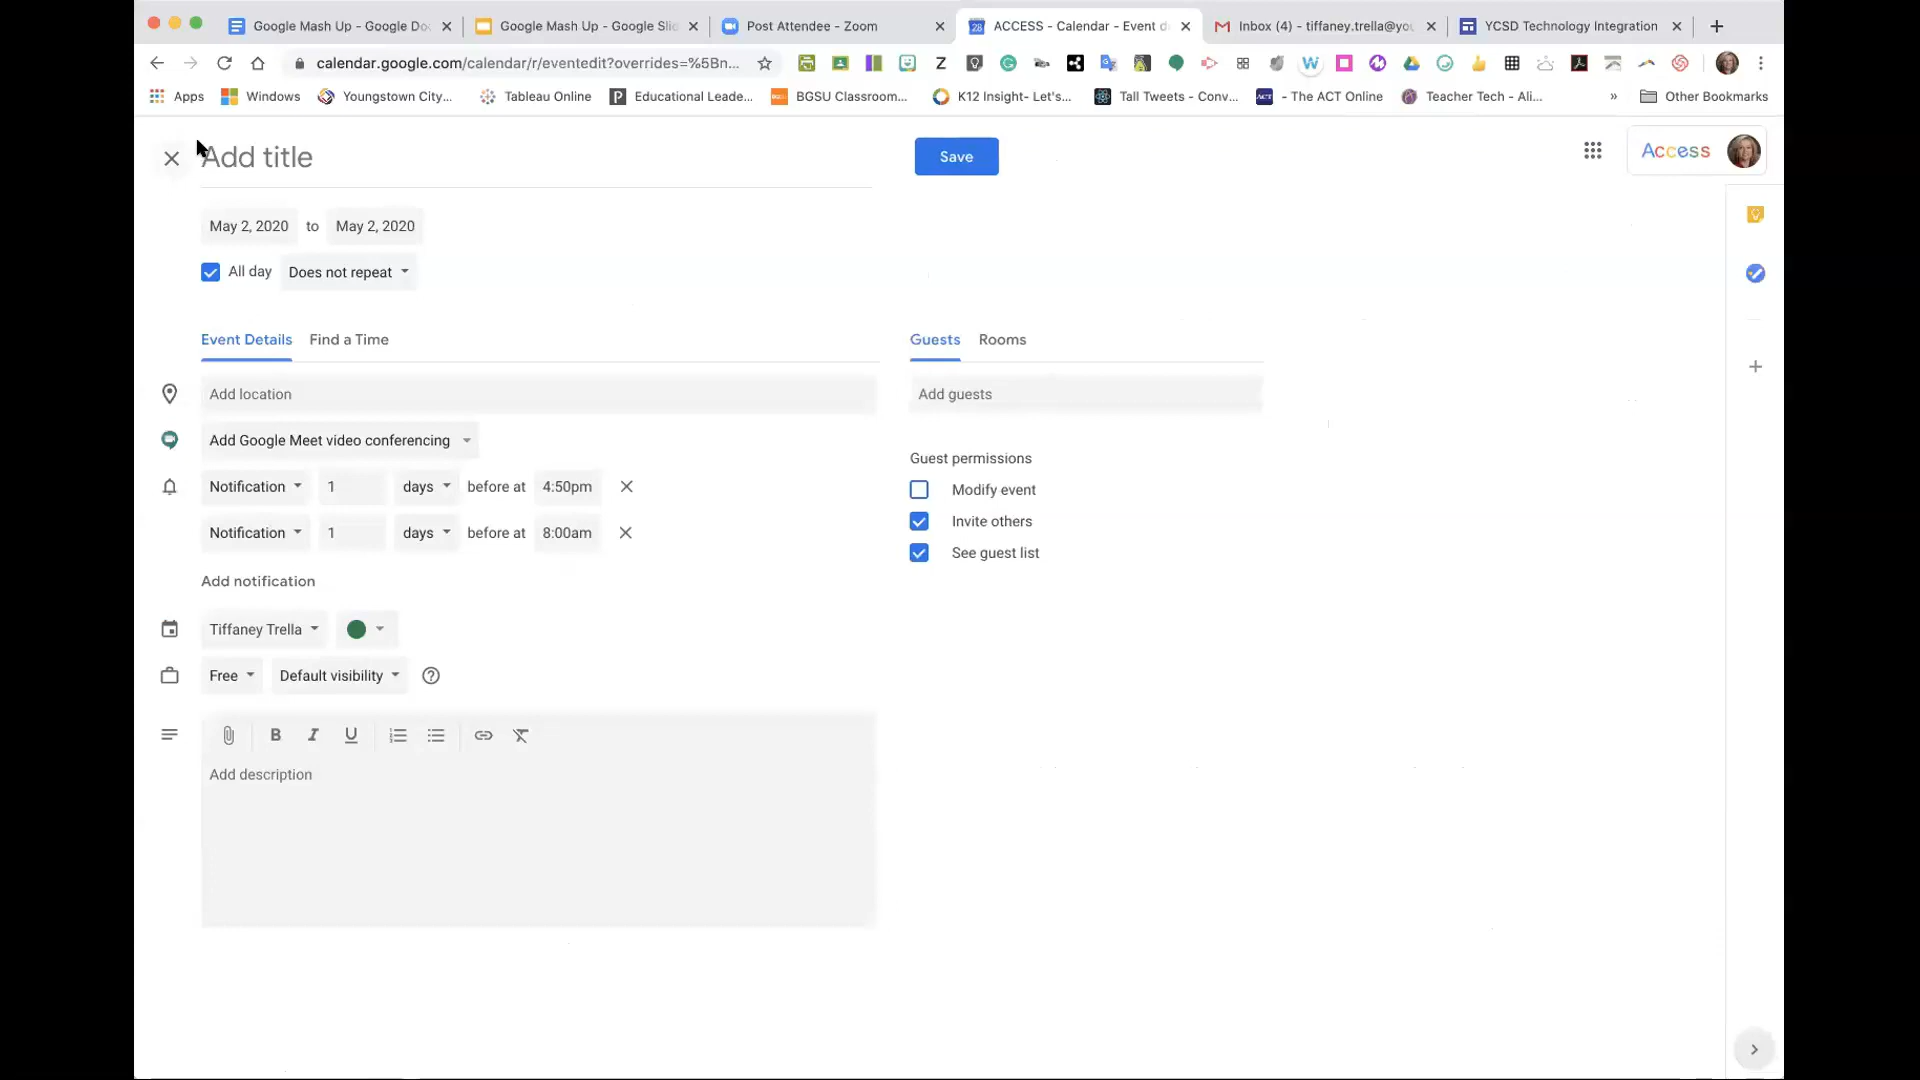 Google Mash Up - Google Do
Google Mash Up - Google Slid
Post Attendee - Zoom
ACCESS - Calendar - Event d
Inbox (4) - tiffaney.trella@you
YCSD Technology Integration
calendar.google.com/calendar/r/eventedit?overrides=%5Bn...
Apps
Windows
Youngstown City...
Tableau Online
Educational Leade...
BGSU Classroom...
K12 Insight- Let's...
Tall Tweets - Conv...
- The ACT Online
Teacher Tech - Ali...
»
Other Bookmarks
Add title
Save
Access
May 2, 2020 to May 2, 2020
All day
Does not repeat
Event Details
Find a Time
Guests
Rooms
Add location
Add guests
Add Google Meet video conferencing
Guest permissions
Notification 1 days before at 4:50pm
Modify event
Invite others
Notification 1 days before at 8:00am
See guest list
Add notification
Tiffaney Trella
Free
Default visibility
B I U
Add description